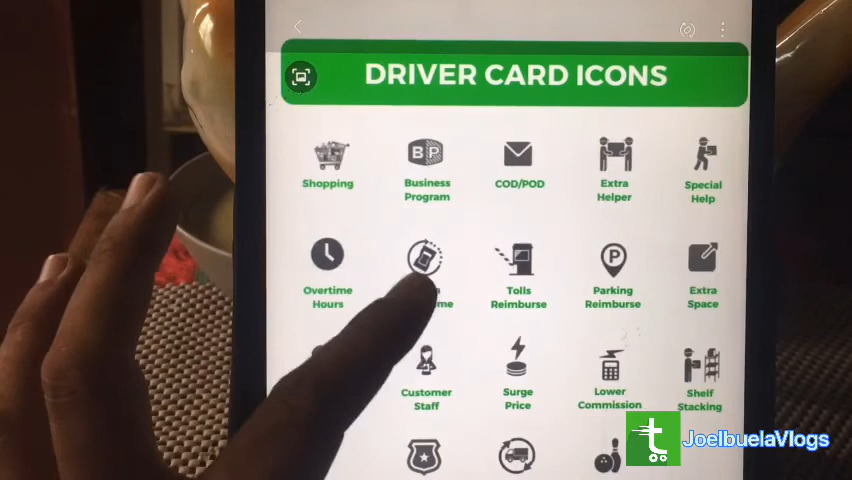 DRIVER CARD ICONS
Shopping
Business
Program
COD/POD
Extra
Helper
Special
Help
Overtime
Hours
Tolls
Reimburse
Parking
Reimburse
Extra
Space
Customer
Staff
Surge
Price
Lower
Commission
Shelf
Stacking
JoelbuelaVlogs